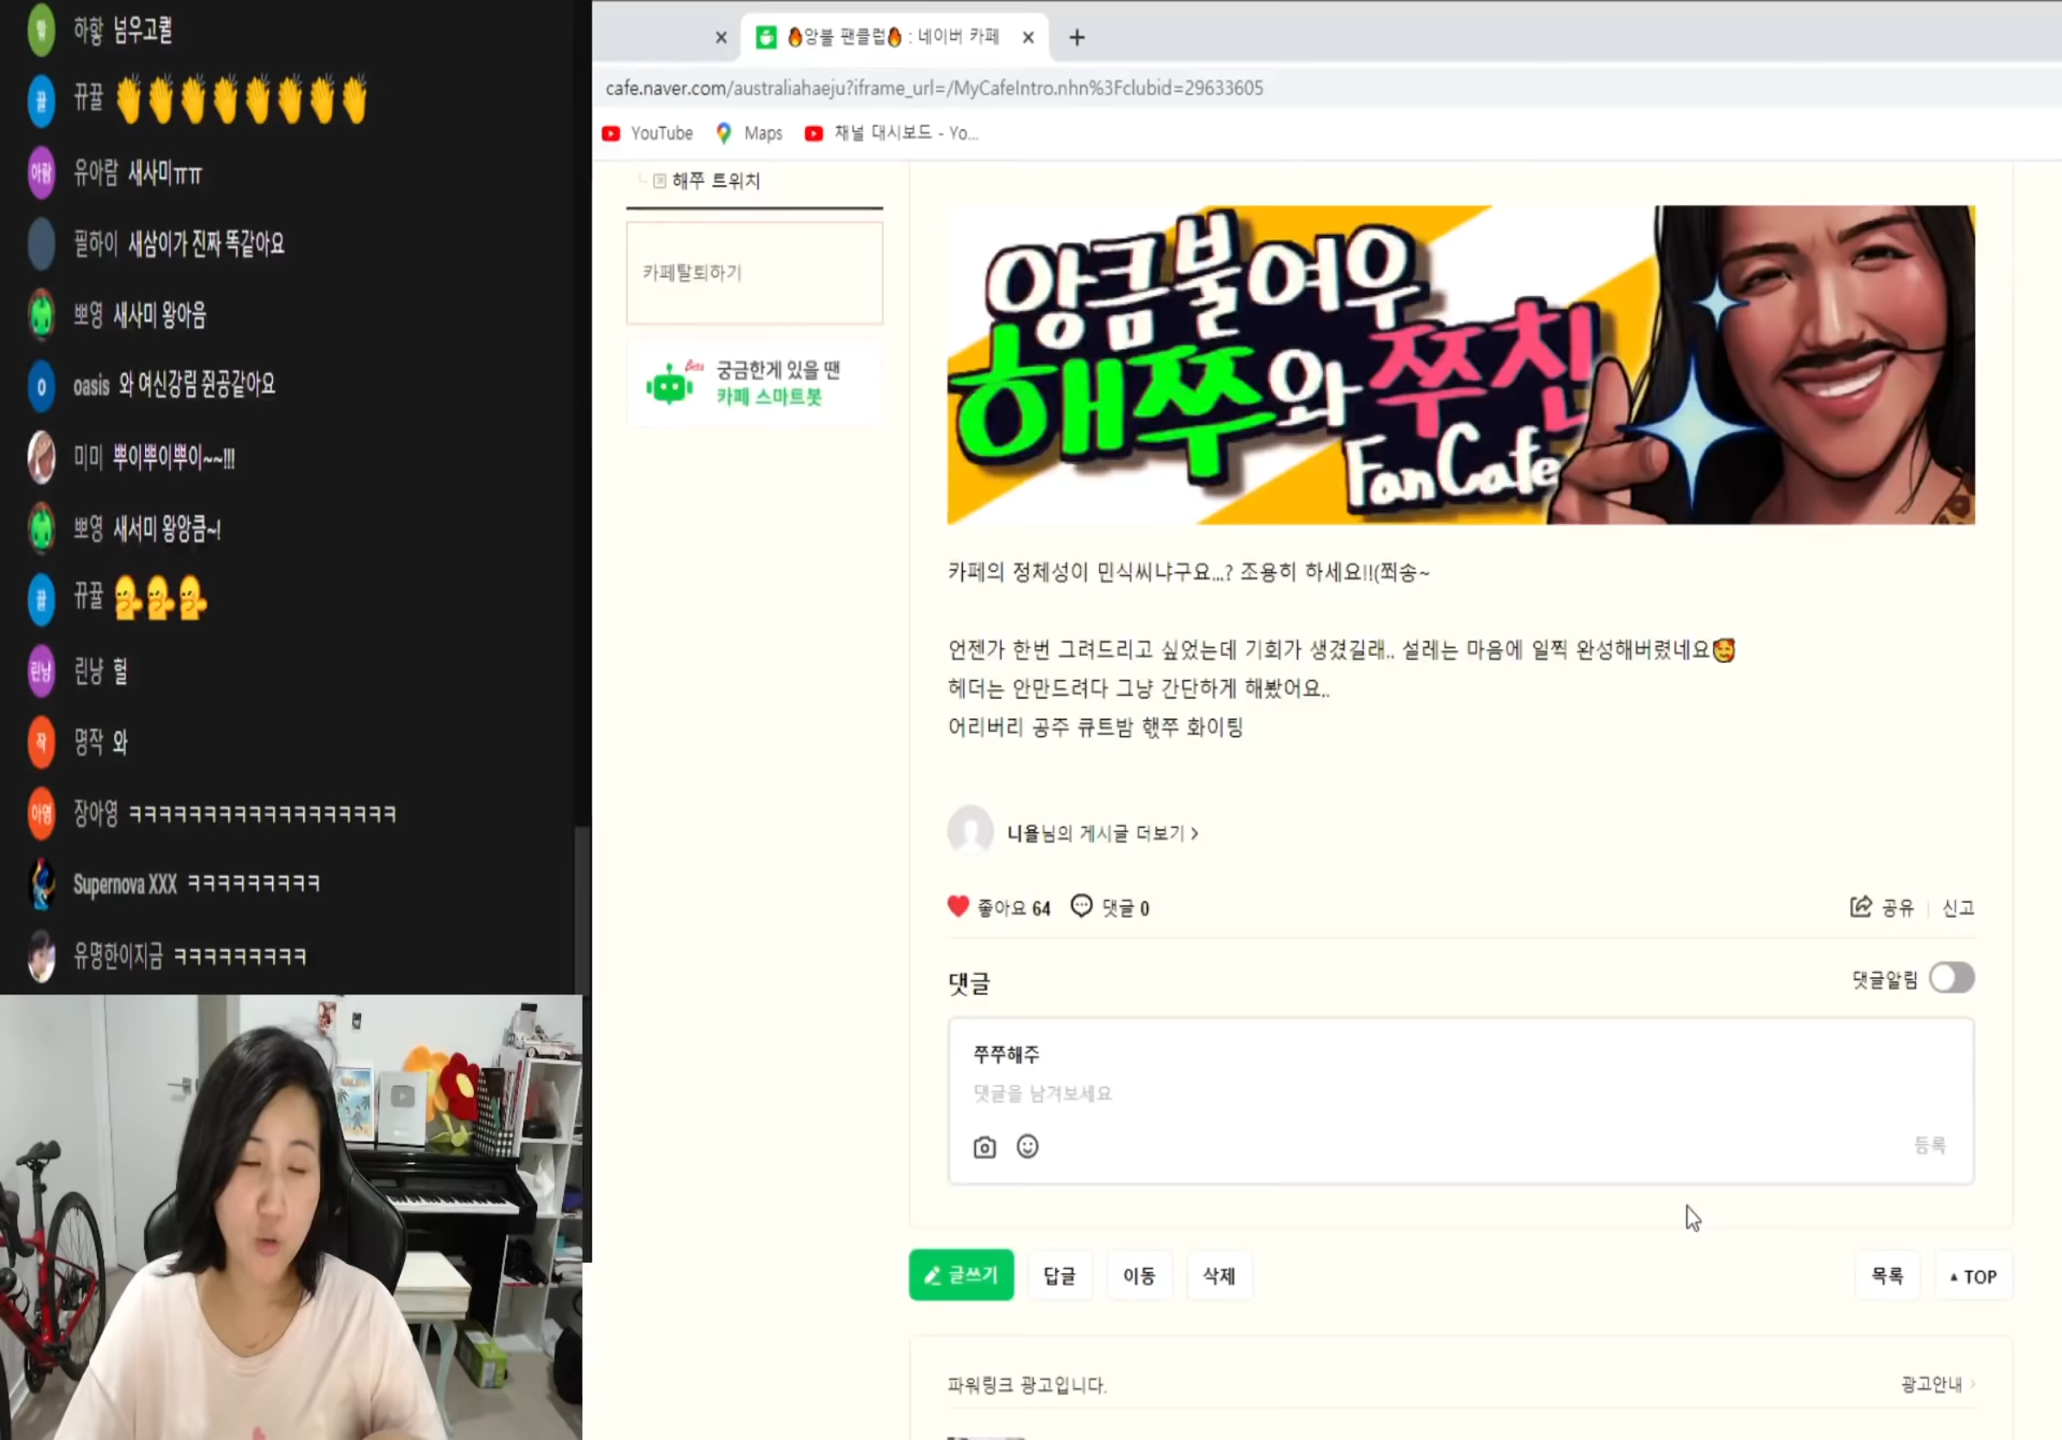 하핳 넘우고퀄
뀨꿀 👏👏👏👏👏👏👏👏
유아람 새사미ㅠㅠ
필하이 새삼이가 진짜 똑같아요
뽀영 새사미 왕아음
oasis 와 여신강림 쥔공같아요
미미 뿌이뿌이뿌이~~!!!
뽀영 새서미 왕앙큼~!
뀨꿀
린냥 헐
명작 와
장아영 ㅋㅋㅋㅋㅋㅋㅋㅋㅋㅋㅋㅋㅋㅋㅋㅋㅋㅋ
Supernova XXX ㅋㅋㅋㅋㅋㅋㅋㅋㅋ
유명한이지금 ㅋㅋㅋㅋㅋㅋㅋㅋㅋ
🔥앙불 팬클럽🔥 : 네이버 카페
cafe.naver.com/australiahaeju?iframe_url=/MyCafeIntro.nhn%3Fclubid=29633605
YouTube Maps 채널 대시보드 - Yo...
해쭈 트위치
카페탈퇴하기
Beta 궁금한게 있을 땐
카페 스마트봇
앙큼불여우
해쭈와 쭈친
Fan Cafe
카페의 정체성이 민식씨냐구요...? 조용히 하세요!!(쬐송~
언젠가 한번 그려드리고 싶었는데 기회가 생겼길래.. 설레는 마음에 일찍 완성해버렸네요🥰
헤더는 안만드려다 그냥 간단하게 해봤어요..
어리버리 공주 큐트밤 햯쭈 화이팅
니욜님의 게시글 더보기 >
좋아요 64 댓글 0 공유 신고
댓글 댓글알림
쭈쭈해주
댓글을 남겨보세요
등록
글쓰기 답글 이동 삭제 목록 TOP
파워링크 광고입니다. 광고안내